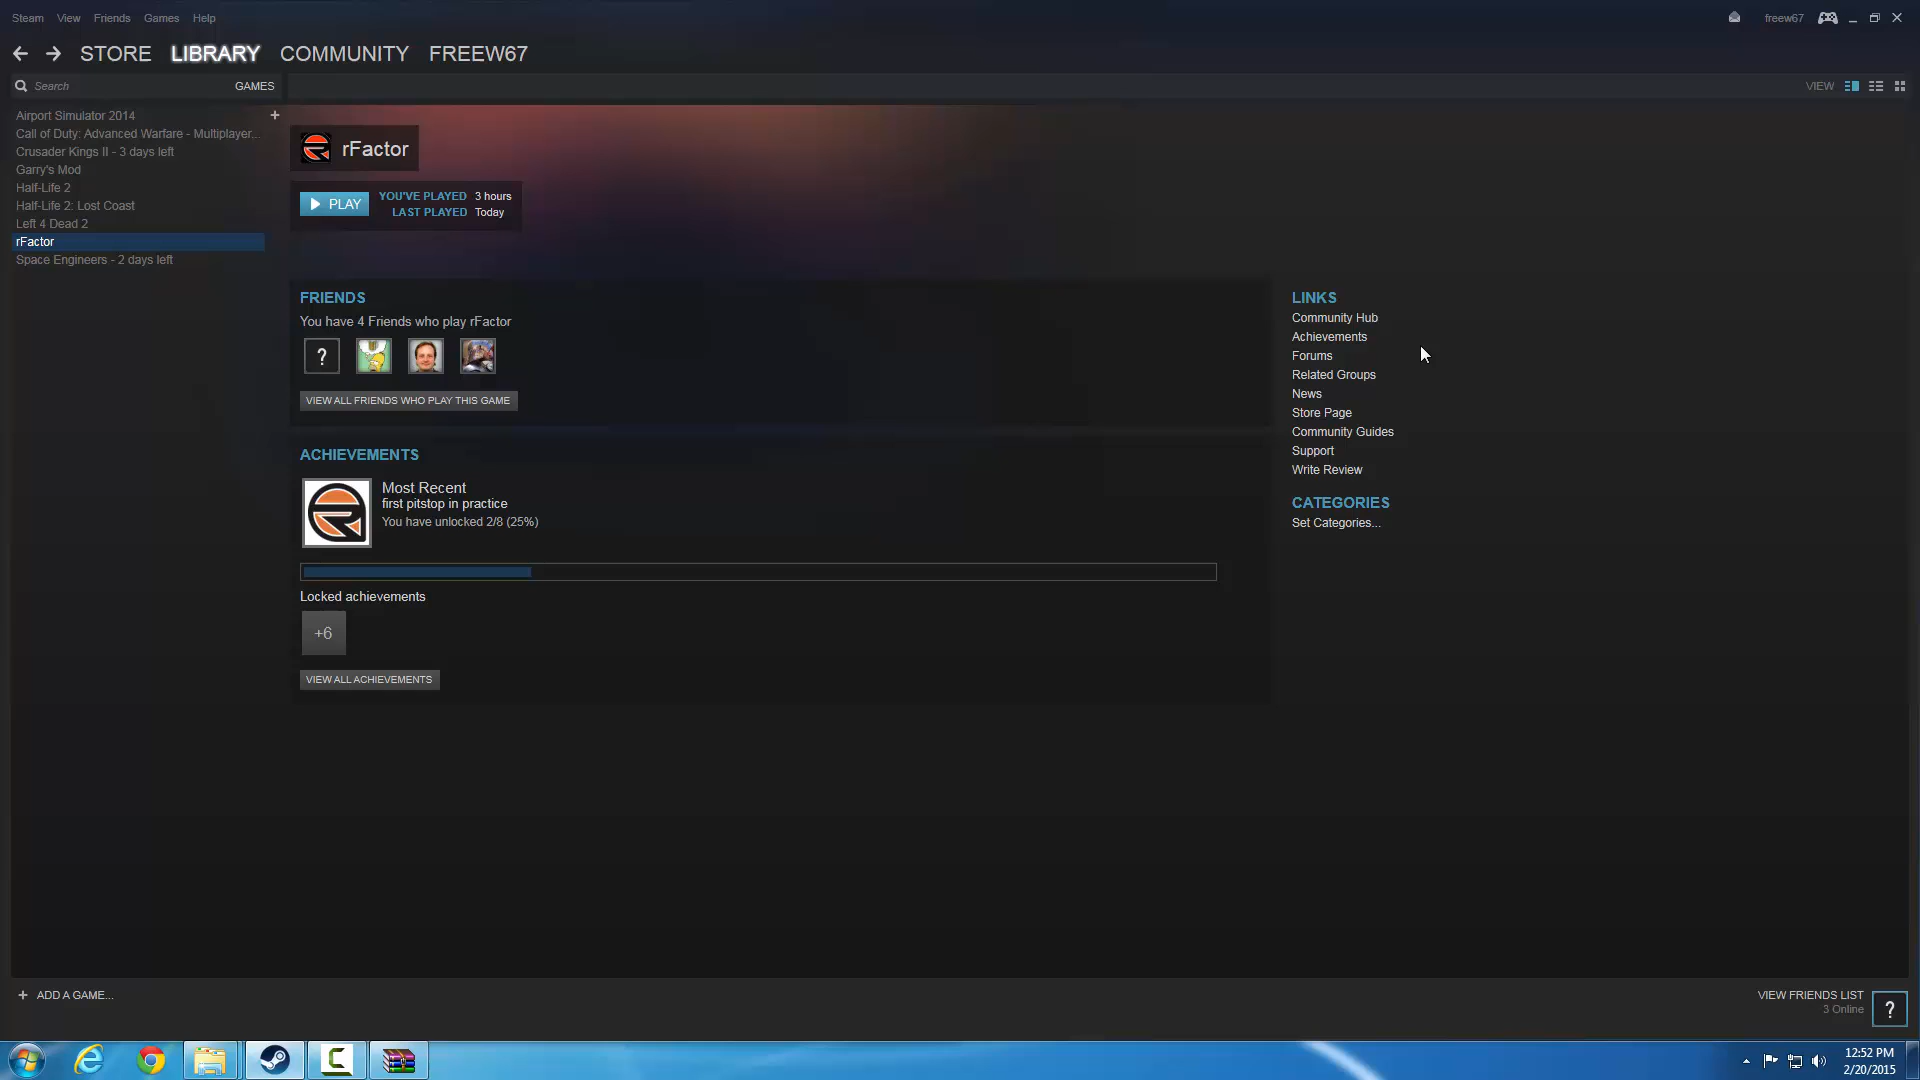 Steam View Friends Games Help
freew67
STORE LIBRARY COMMUNITY FREEW67
Search GAMES
VIEW
Airport Simulator 2014 +
Call of Duty: Advanced Warfare - Multiplayer...
Crusader Kings II - 3 days left
Garry's Mod
Half-Life 2
Half-Life 2: Lost Coast
Left 4 Dead 2
rFactor
Space Engineers - 2 days left
rFactor
PLAY
YOU'VE PLAYED 3 hours
LAST PLAYED Today
FRIENDS
You have 4 Friends who play rFactor
?
VIEW ALL FRIENDS WHO PLAY THIS GAME
ACHIEVEMENTS
Most Recent
first pitstop in practice
You have unlocked 2/8 (25%)
Locked achievements
+6
VIEW ALL ACHIEVEMENTS
LINKS
Community Hub
Achievements
Forums
Related Groups
News
Store Page
Community Guides
Support
Write Review
CATEGORIES
Set Categories...
+ ADD A GAME...
VIEW FRIENDS LIST
3 Online
?
12:52 PM
2/20/2015